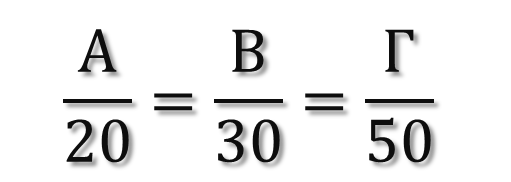 Α/20 = Β/30 = Γ/50